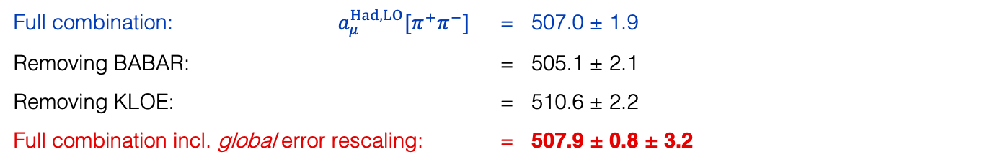 Full combination: a_μ^{Had,LO}[π⁺π⁻] = 507.0 ± 1.9
Removing BABAR: = 505.1 ± 2.1
Removing KLOE: = 510.6 ± 2.2
Full combination incl. global error rescaling: = 507.9 ± 0.8 ± 3.2